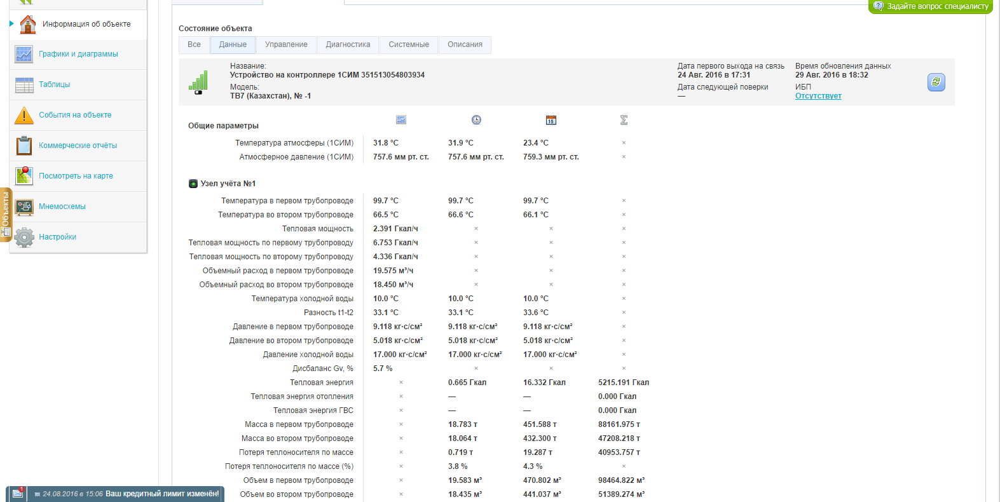 Задайте вопрос специалисту
Информация об объекте
Графики и диаграммы
Таблицы
События на объекте
Коммерческие отчёты
Посмотреть на карте
Мнемосхемы
Настройки
Объекты
Состояние объекта
Все Данные Управление Диагностика Системные Описания
Название:
Устройство на контроллере 1СИМ 351513054803934
Модель:
ТВ7 (Казахстан), № -1
Дата первого выхода на связь
24 Авг. 2016 в 17:31
Дата следующей поверки
—
Время обновления данных
29 Авг. 2016 в 18:32
ИБП
Отсутствует
Общие параметры 15 Σ
Температура атмосферы (1СИМ) 31.8 °C 31.9 °C 23.4 °C ×
Атмосферное давление (1СИМ) 757.6 мм рт. ст. 757.6 мм рт. ст. 759.3 мм рт. ст. ×
Узел учёта №1
Температура в первом трубопроводе 99.7 °C 99.7 °C 99.7 °C ×
Температура во втором трубопроводе 66.5 °C 66.6 °C 66.1 °C ×
Тепловая мощность 2.391 Гкал/ч × × ×
Тепловая мощность по первому трубопроводу 6.753 Гкал/ч × × ×
Тепловая мощность по второму трубопроводу 4.336 Гкал/ч × × ×
Объемный расход в первом трубопроводе 19.575 м³/ч × × ×
Объемный расход во втором трубопроводе 18.450 м³/ч × × ×
Температура холодной воды 10.0 °C 10.0 °C 10.0 °C ×
Разность t1-t2 33.1 °C 33.1 °C 33.6 °C ×
Давление в первом трубопроводе 9.118 кг·с/см² 9.118 кг·с/см² 9.118 кг·с/см² ×
Давление во втором трубопроводе 5.018 кг·с/см² 5.018 кг·с/см² 5.018 кг·с/см² ×
Давление холодной воды 17.000 кг·с/см² 17.000 кг·с/см² 17.000 кг·с/см² ×
Дисбаланс Gv, % 5.7 % × × ×
Тепловая энергия × 0.665 Гкал 16.332 Гкал 5215.191 Гкал
Тепловая энергия отопления × — — 0.000 Гкал
Тепловая энергия ГВС × — — 0.000 Гкал
Масса в первом трубопроводе × 18.783 т 451.588 т 88161.975 т
Масса во втором трубопроводе × 18.064 т 432.300 т 47208.218 т
Потеря теплоносителя по массе × 0.719 т 19.287 т 40953.757 т
Потеря теплоносителя по массе (%) × 3.8 % 4.3 % ×
Объем в первом трубопроводе × 19.583 м³ 470.802 м³ 98464.822 м³
Объем во втором трубопроводе × 18.435 м³ 441.037 м³ 51389.274 м³
1 24.08.2016 в 15:06 Ваш кредитный лимит изменён!